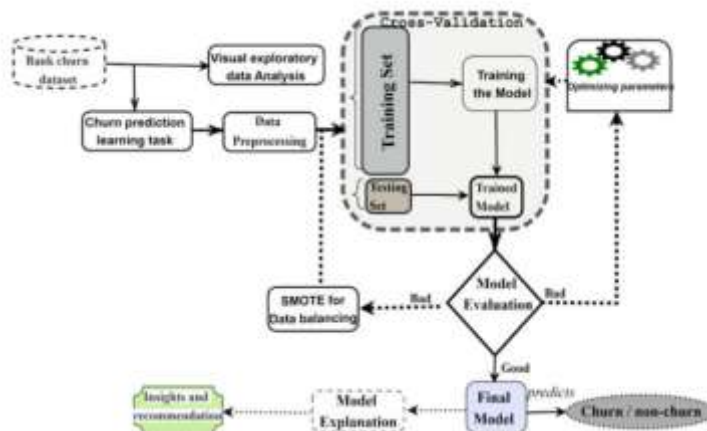 Cross-Validation
Bank churn
dataset
Visual exploratory
data Analysis
Churn prediction
learning task
Data
Preprocessing
Training Set
Training
the Model
Optimizing parameters
Testing
Set
Trained
Model
Model
Evaluation
Bad
Bad
SMOTE for
Data balancing
Good
Insights and
recommendation
Model
Explanation
Final
Model
predicts
Churn / non-churn